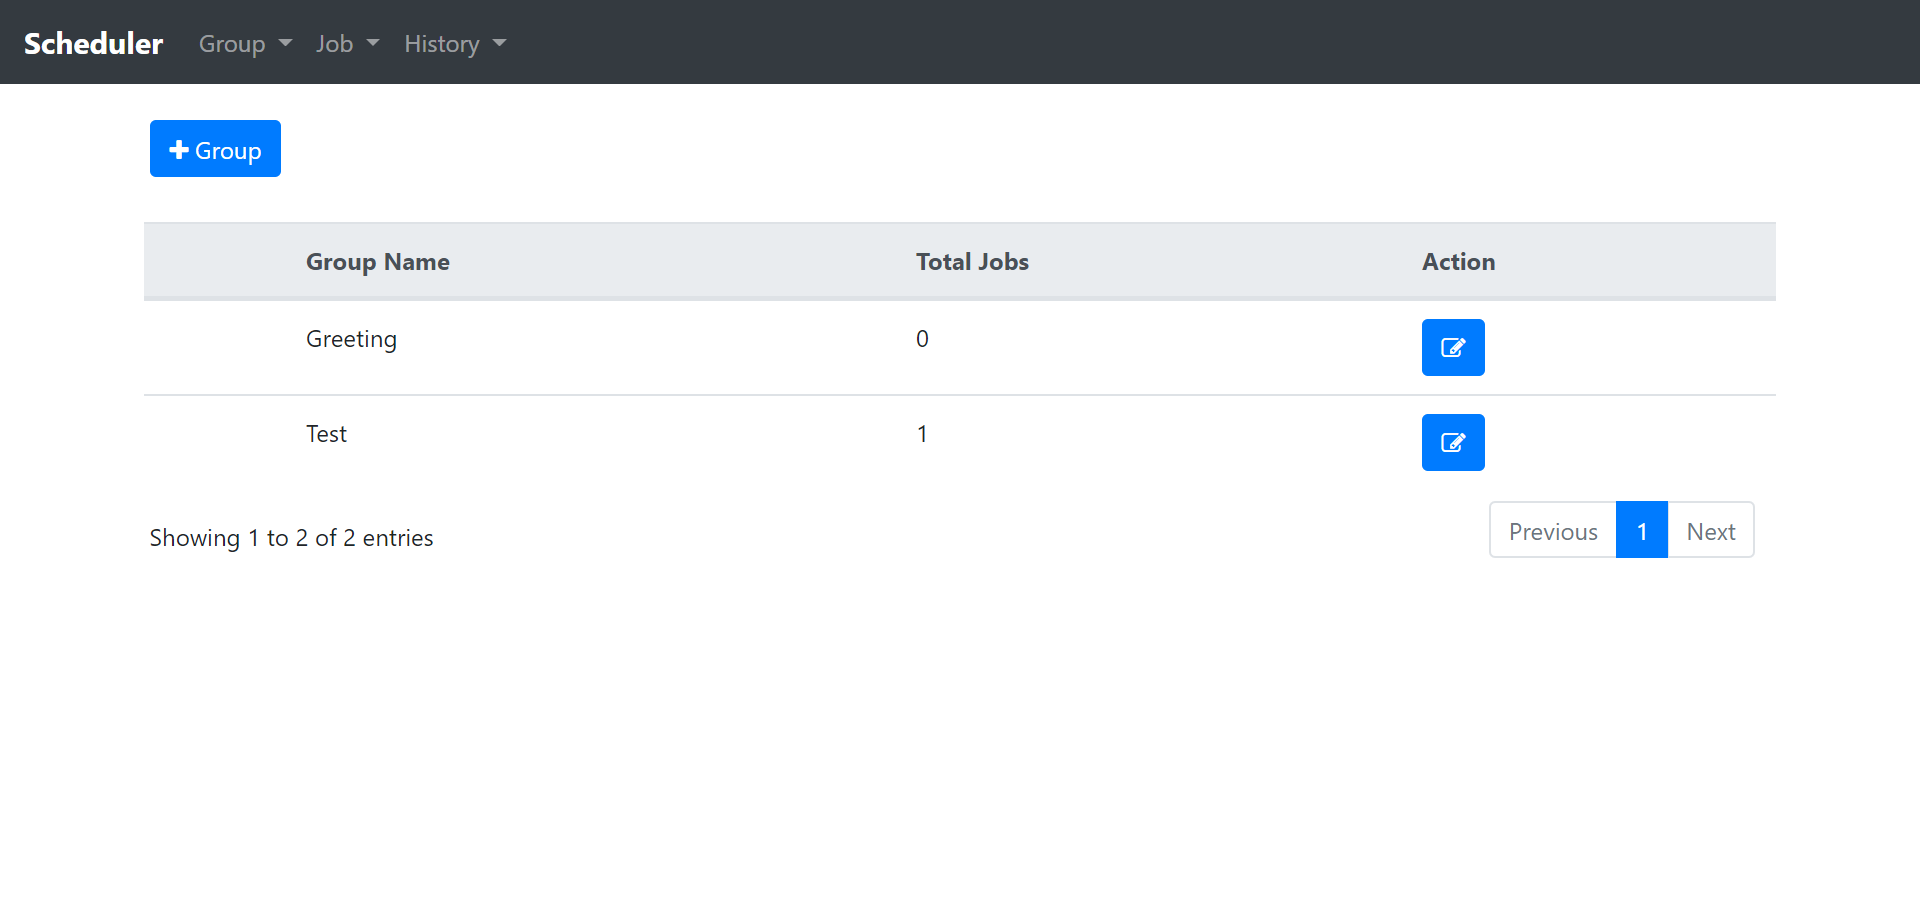 Scheduler Group Job History
Group
Group Name Total Jobs Action
Greeting 0
Test 1
Showing 1 to 2 of 2 entries Previous 1 Next